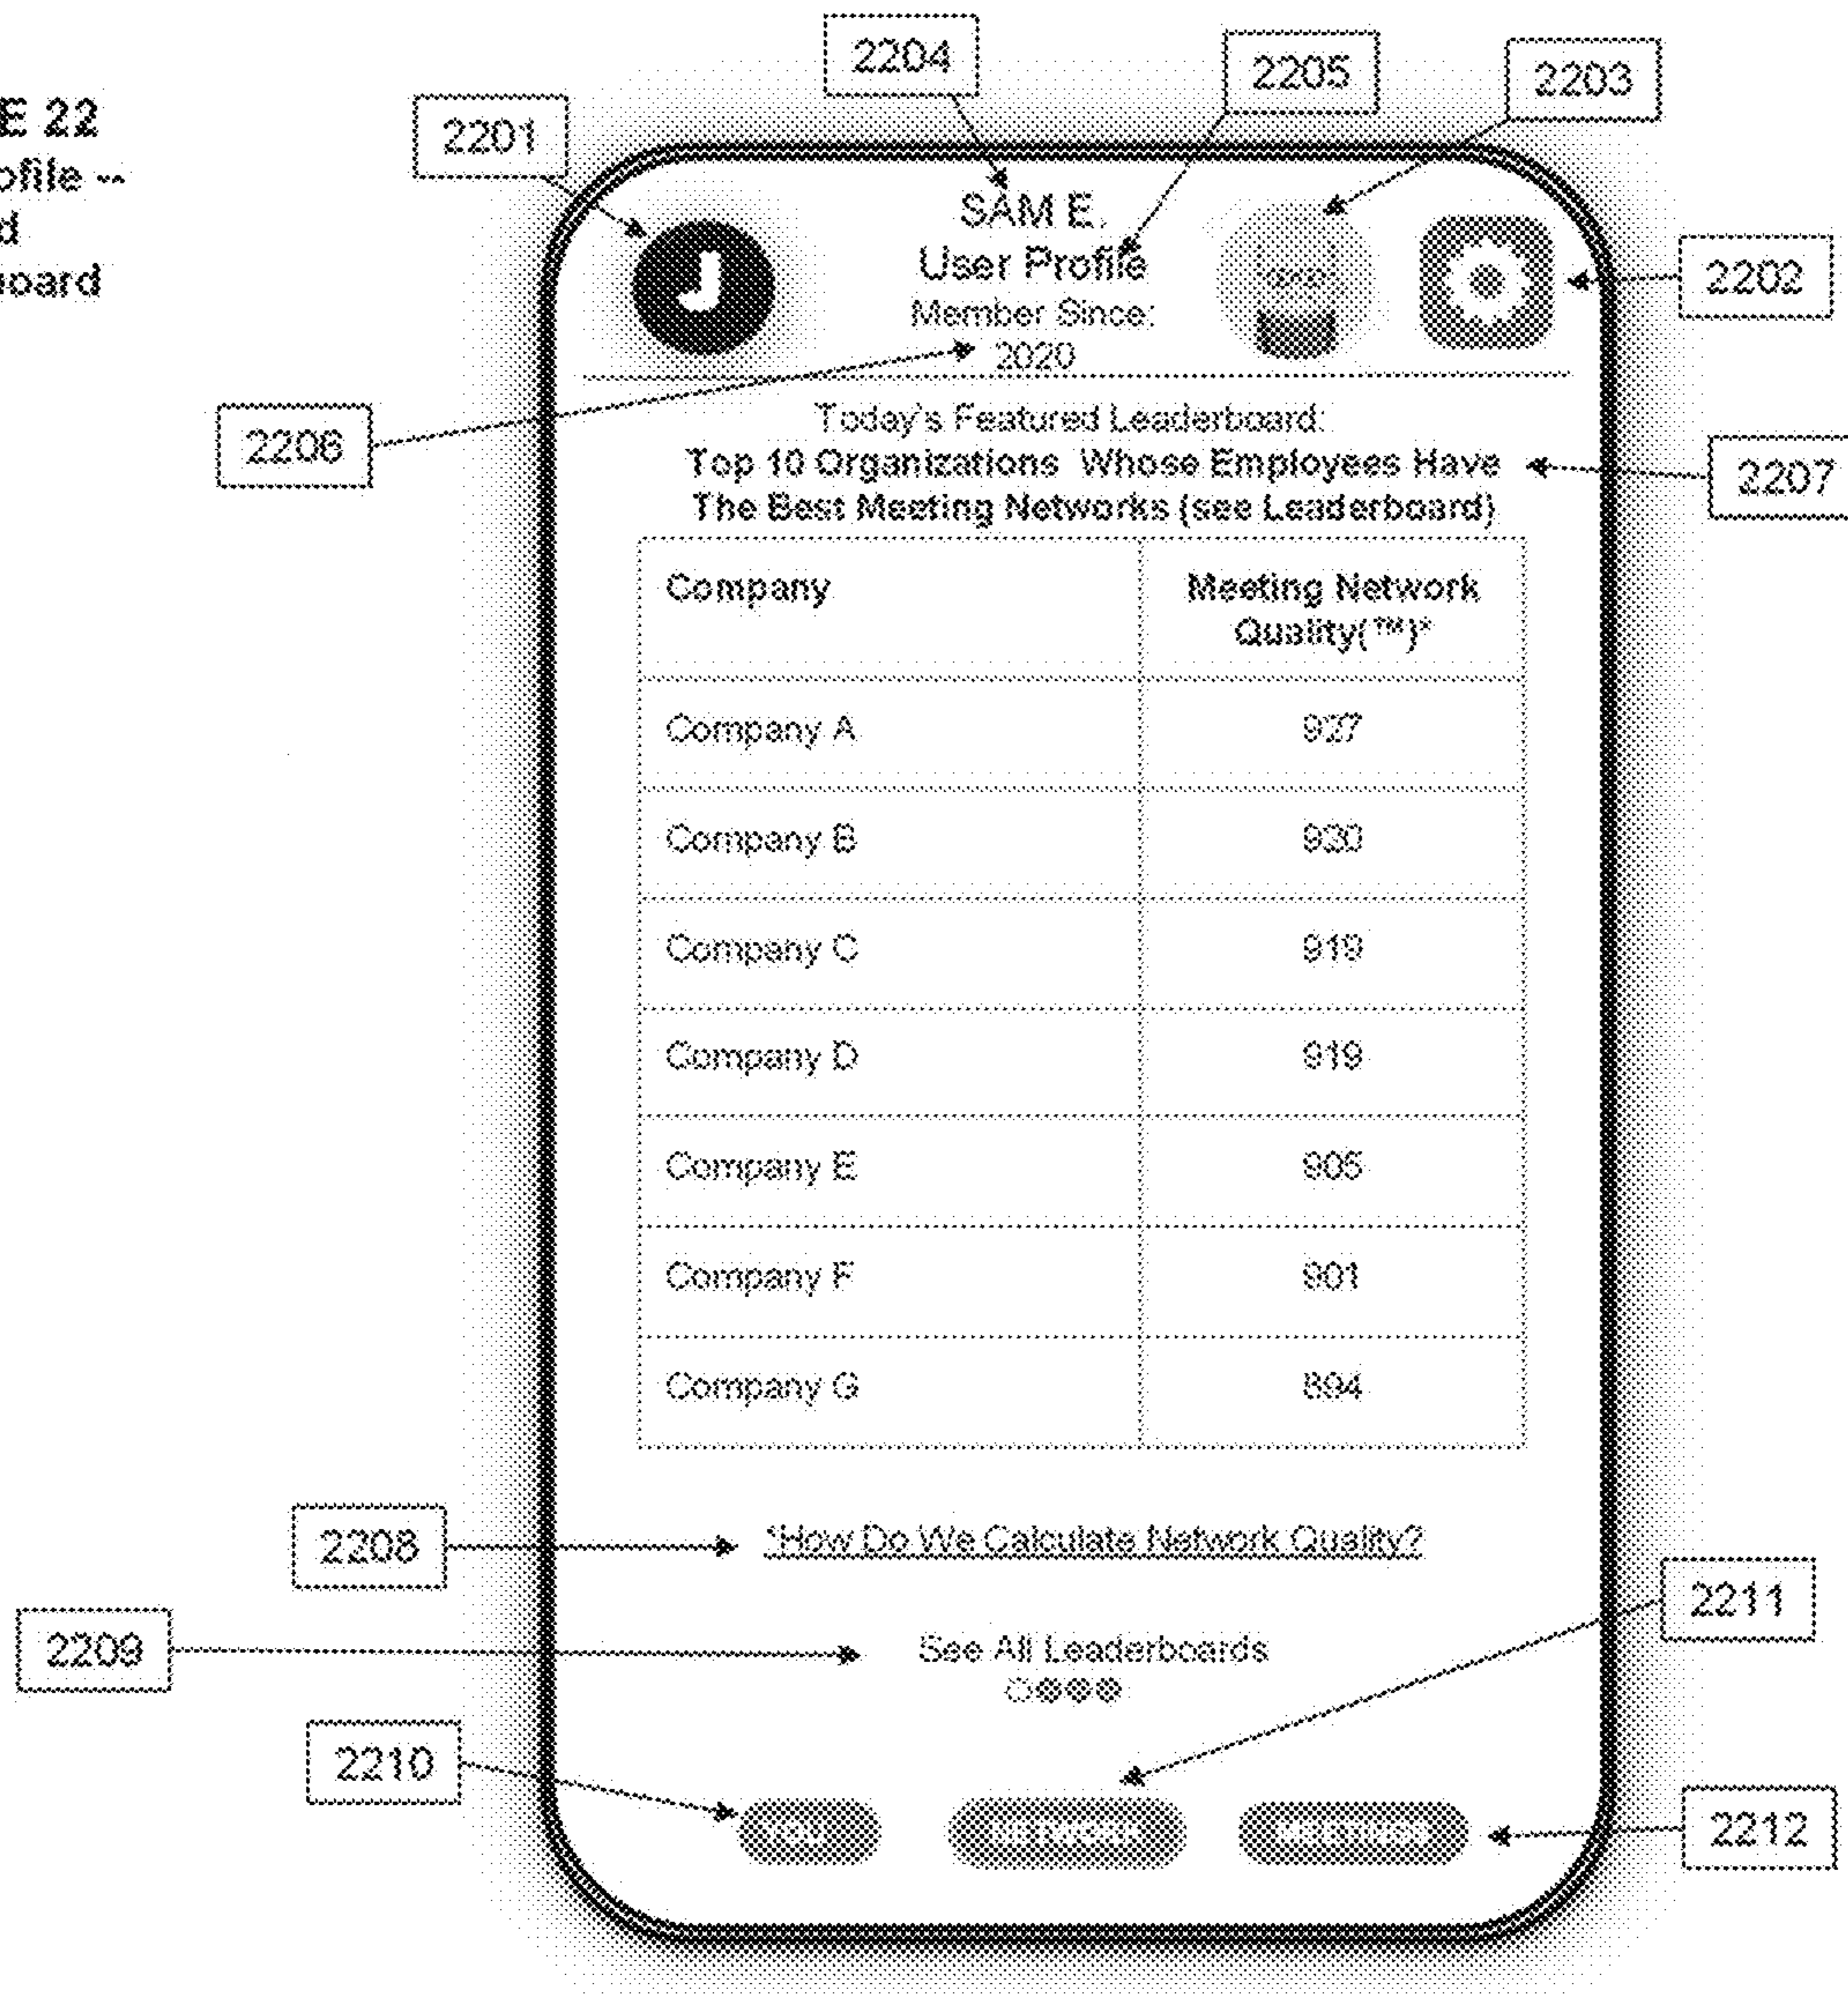 E 22
ofile --
d
oard
2201
2204
2205
2203
2202
2206
2207
J
SAM E.
User Profile
Member Since:
2020
Today's Featured Leaderboard:
Top 10 Organizations Whose Employees Have
The Best Meeting Networks (see Leaderboard)
Company Meeting Network
Quality(™)*
Company A 927
Company B 920
Company C 919
Company D 919
Company E 905
Company F 901
Company G 894
2208
*How Do We Calculate Network Quality?
2209
See All Leaderboards
2211
2210
2212